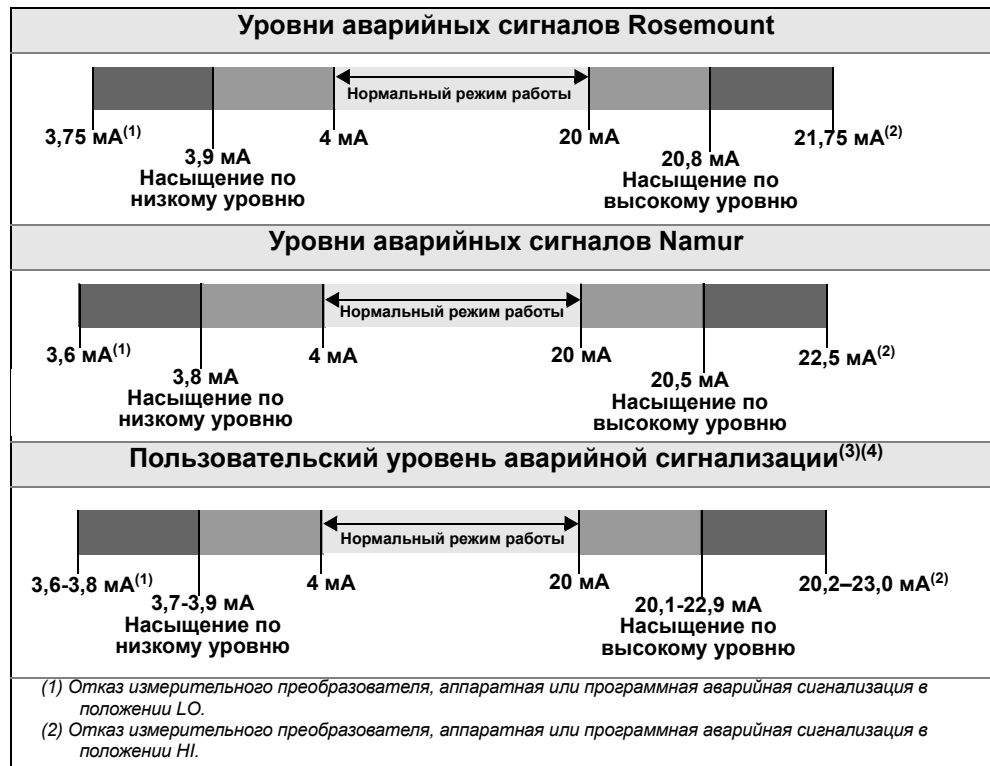 Уровни аварийных сигналов Rosemount
Нормальный режим работы
3,75 мА(1)
4 мА
20 мА
21,75 мА(2)
3,9 мА
Насыщение по
низкому уровню
20,8 мА
Насыщение по
высокому уровню
Уровни аварийных сигналов Namur
Нормальный режим работы
3,6 мА(1)
4 мА
20 мА
22,5 мА(2)
3,8 мА
Насыщение по
низкому уровню
20,5 мА
Насыщение по
высокому уровню
Пользовательский уровень аварийной сигнализации(3)(4)
Нормальный режим работы
3,6-3,8 мА(1)
4 мА
20 мА
20,2–23,0 мА(2)
3,7-3,9 мА
Насыщение по
низкому уровню
20,1-22,9 мА
Насыщение по
высокому уровню
(1) Отказ измерительного преобразователя, аппаратная или программная аварийная сигнализация в
положении LO.
(2) Отказ измерительного преобразователя, аппаратная или программная аварийная сигнализация в
положении HI.